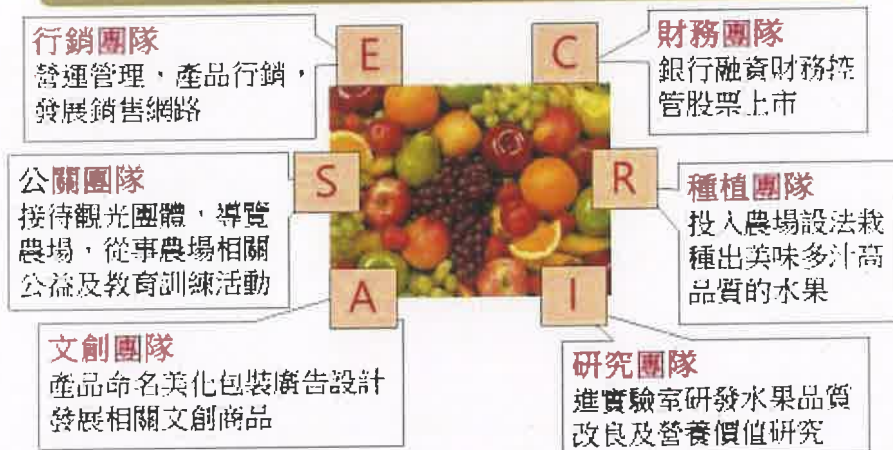 行銷團隊
營運管理，產品行銷，
發展銷售網路
E
C
財務團隊
銀行融資財務控
管股票上市
公關團隊
接待觀光團體，導覽
農場，從事農場相關
公益及教育訓練活動
S
R
種植團隊
投入農場設法栽
種出美味多汁高
品質的水果
A
I
文創團隊
產品命名美化包裝廣告設計
發展相關文創商品
研究團隊
進實驗室研發水果品質
改良及營養價值研究